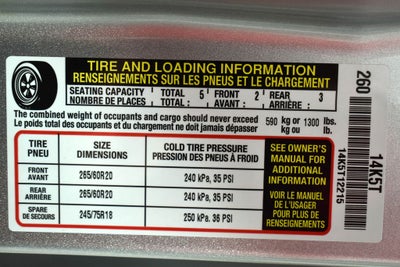 TIRE AND LOADING INFORMATION
RENSEIGNEMENTS SUR LES PNEUS ET LE CHARGEMENT
SEATING CAPACITY TOTAL 5 FRONT 2 REAR 3
NOMBRE DE PLACES TOTAL : AVANT : ARRIÈRE :
The combined weight of occupants and cargo should never exceed 590 kg or 1300 lbs.
Le poids total des occupants et du chargement ne doit jamais dépasser kg ou lb.
TIRE SIZE COLD TIRE PRESSURE
PNEU DIMENSIONS PRESSION DES PNEUS À FROID
FRONT
AVANT 265/60R20 240 kPa, 35 PSI
REAR
ARRIÈRE 265/60R20 240 kPa, 35 PSI
SPARE
DE SECOURS 245/75R18 250 kPa, 36 PSI
SEE OWNER'S
MANUAL FOR
ADDITIONAL
INFORMATION
VOIR LE MANUEL
DE L'USAGER
POUR PLUS DE
RENSEIGNEMENTS
260
14K5T12215
14K5T